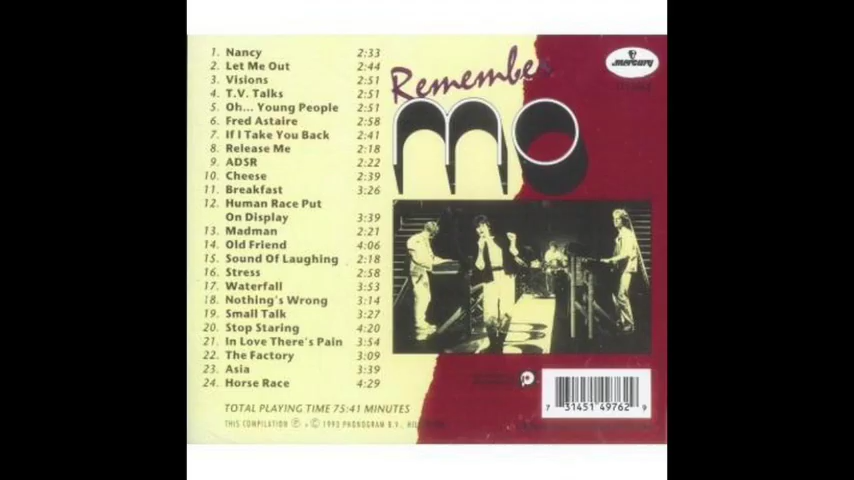 1. Nancy 2:33
2. Let Me Out 2:44
3. Visions 2:51
4. T.V. Talks 2:51
5. Oh... Young People 2:51
6. Fred Astaire 2:58
7. If I Take You Back 2:41
8. Release Me 2:18
9. ADSR 2:22
10. Cheese 2:39
11. Breakfast 3:26
12. Human Race Put
On Display 3:39
13. Madman 2:21
14. Old Friend 4:06
15. Sound Of Laughing 2:18
16. Stress 2:58
17. Waterfall 3:53
18. Nothing's Wrong 3:14
19. Small Talk 3:27
20. Stop Staring 4:20
21. In Love There's Pain 3:54
22. The Factory 3:09
23. Asia 3:39
24. Horse Race 4:29
TOTAL PLAYING TIME 75:41 MINUTES
THIS COMPILATION Ⓟ + © 1993 PHONOGRAM B.V.,
Remember
MO
mercury
7 31451 49762 9